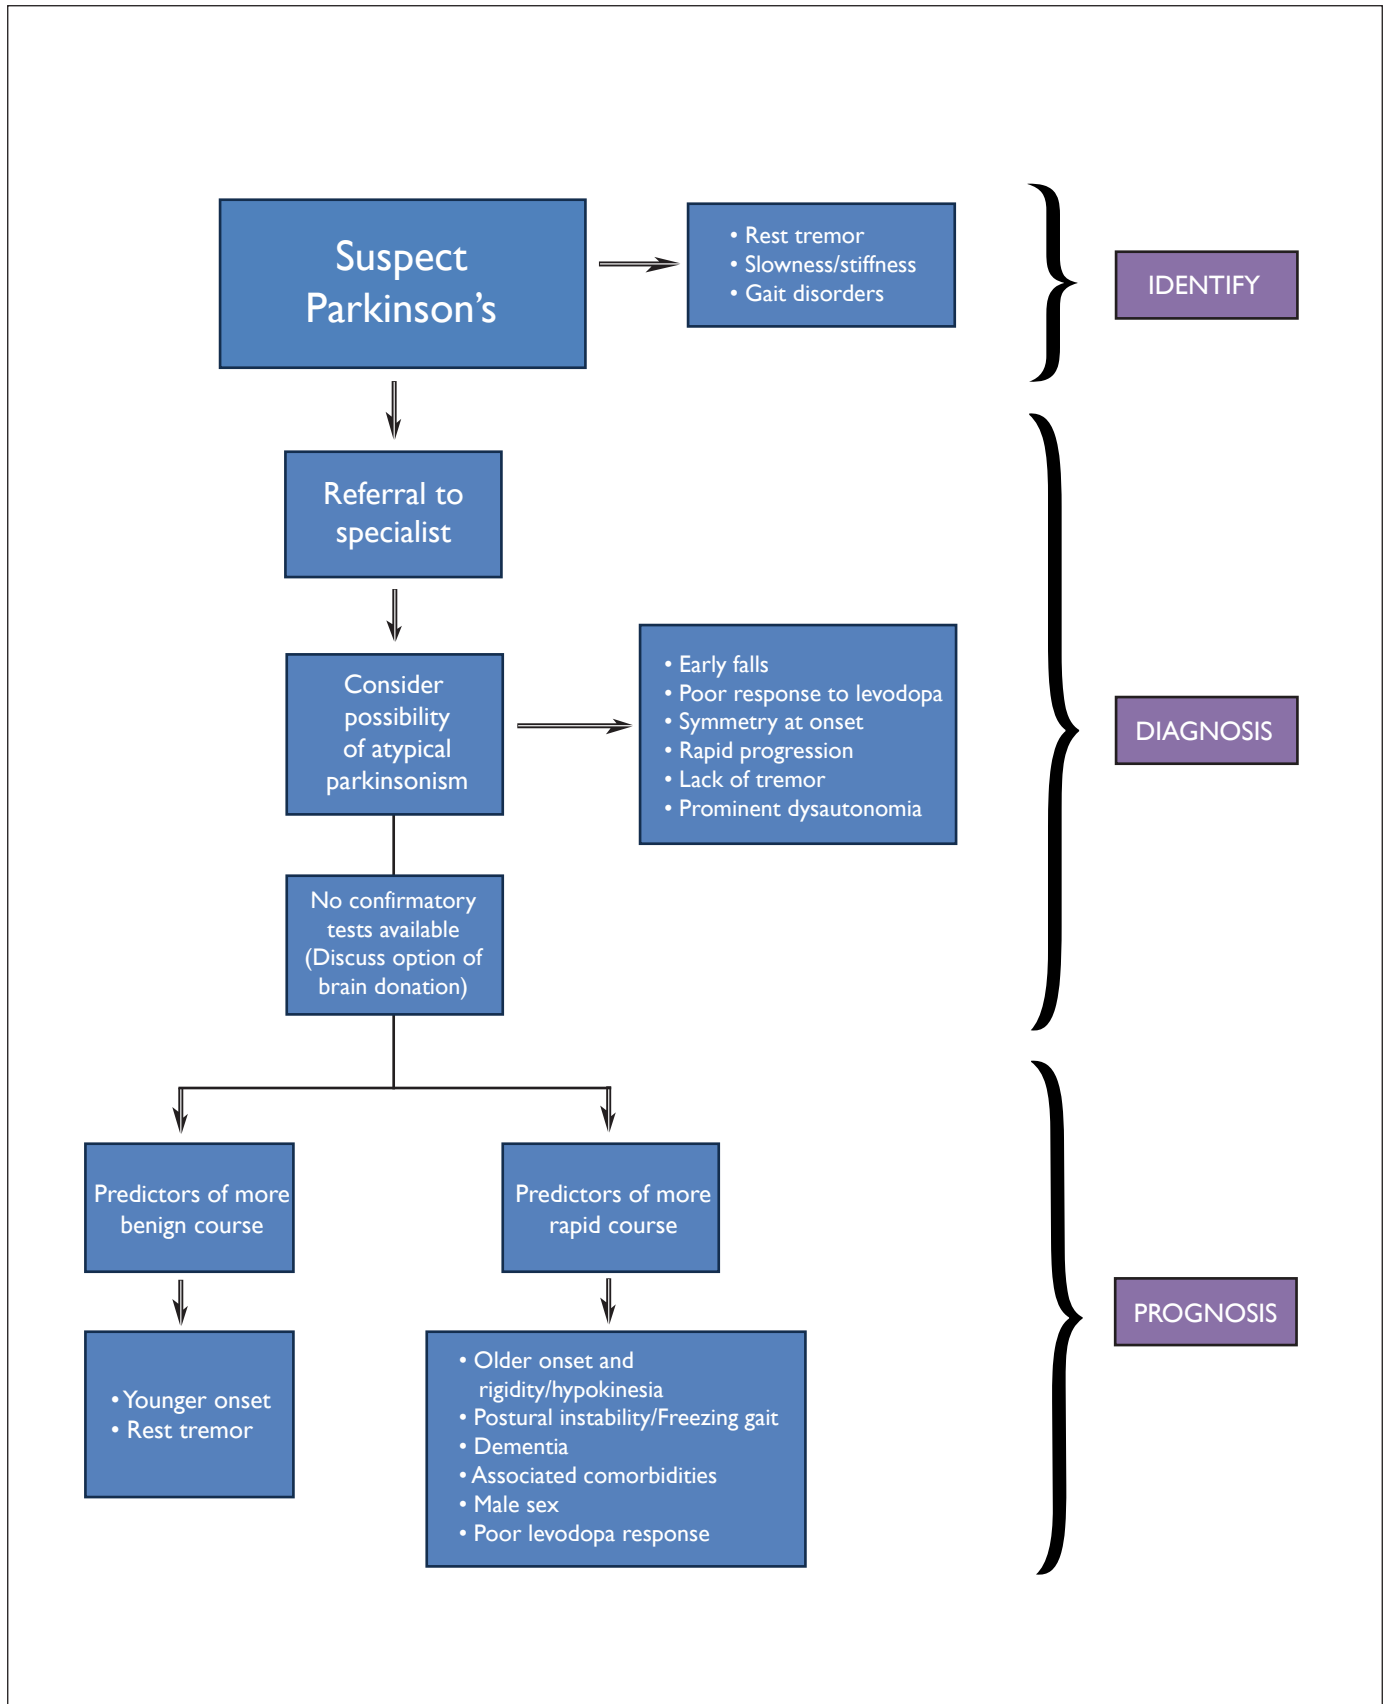 Suspect
Parkinson’s
• Rest tremor
• Slowness/stiffness
• Gait disorders
IDENTIFY
Referral to
specialist
Consider
possibility
of atypical
parkinsonism
• Early falls
• Poor response to levodopa
• Symmetry at onset
• Rapid progression
• Lack of tremor
• Prominent dysautonomia
DIAGNOSIS
No confirmatory
tests available
(Discuss option of
brain donation)
Predictors of more
benign course
Predictors of more
rapid course
• Younger onset
• Rest tremor
• Older onset and
rigidity/hypokinesia
• Postural instability/Freezing gait
• Dementia
• Associated comorbidities
• Male sex
• Poor levodopa response
PROGNOSIS